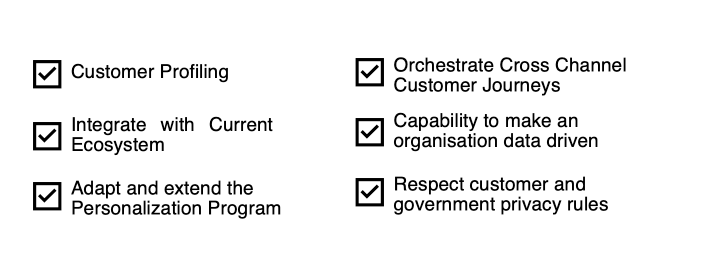 Customer Profiling
Integrate with Current
Ecosystem
Adapt and extend the
Personalization Program
Orchestrate Cross Channel
Customer Journeys
Capability to make an
organisation data driven
Respect customer and
government privacy rules